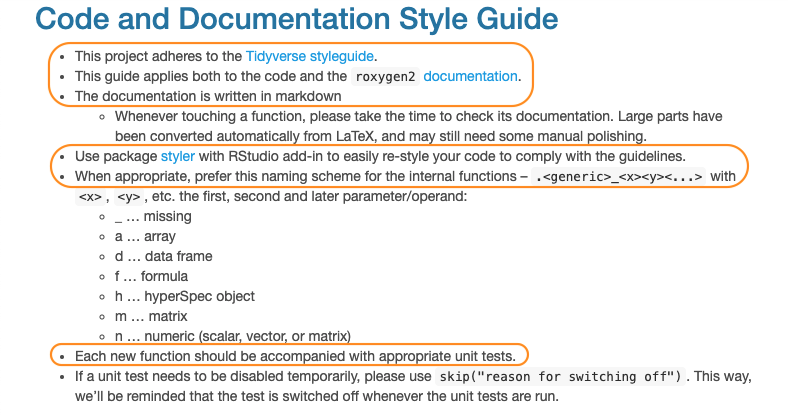 Code and Documentation Style Guide
• This project adheres to the Tidyverse styleguide.
• This guide applies both to the code and the roxygen2 documentation.
• The documentation is written in markdown
◦ Whenever touching a function, please take the time to check its documentation. Large parts have
been converted automatically from LaTeX, and may still need some manual polishing.
• Use package styler with RStudio add-in to easily re-style your code to comply with the guidelines.
• When appropriate, prefer this naming scheme for the internal functions – .<generic>_<x><y><...> with
<x> , <y> , etc. the first, second and later parameter/operand:
◦ _ … missing
◦ a … array
◦ d … data frame
◦ f … formula
◦ h … hyperSpec object
◦ m … matrix
◦ n … numeric (scalar, vector, or matrix)
• Each new function should be accompanied with appropriate unit tests.
• If a unit test needs to be disabled temporarily, please use skip("reason for switching off") . This way,
we’ll be reminded that the test is switched off whenever the unit tests are run.